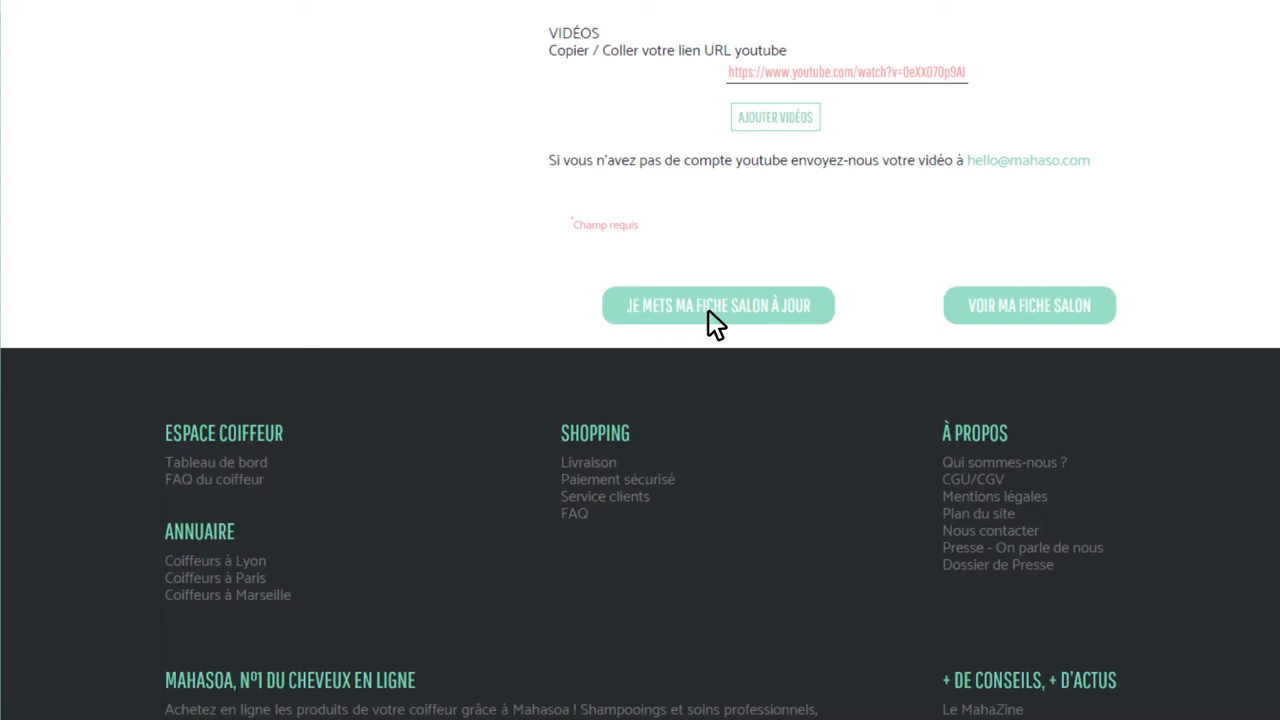 VIDÉOS
Copier / Coller votre lien URL youtube
https://www.youtube.com/watch?v=0eXX070p9AI
AJOUTER VIDÉOS
Si vous n'avez pas de compte youtube envoyez-nous votre vidéo à hello@mahaso.com
*Champ requis
JE METS MA FICHE SALON À JOUR
VOIR MA FICHE SALON
ESPACE COIFFEUR
Tableau de bord
FAQ du coiffeur
ANNUAIRE
Coiffeurs à Lyon
Coiffeurs à Paris
Coiffeurs à Marseille
SHOPPING
Livraison
Paiement sécurisé
Service clients
FAQ
À PROPOS
Qui sommes-nous ?
CGU/CGV
Mentions légales
Plan du site
Nous contacter
Presse - On parle de nous
Dossier de Presse
MAHASOA, Nº1 DU CHEVEUX EN LIGNE
Achetez en ligne les produits de votre coiffeur grâce à Mahasoa ! Shampooings et soins professionnels,
+ DE CONSEILS, + D'ACTUS
Le MahaZine